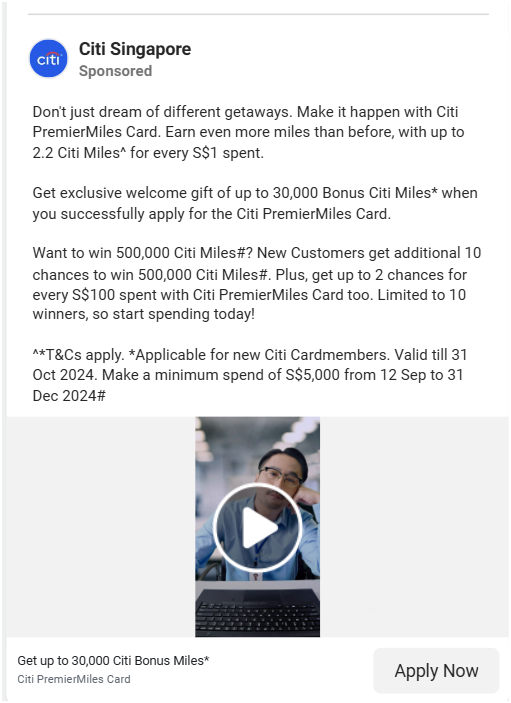 citi
Citi Singapore
Sponsored
Don't just dream of different getaways. Make it happen with Citi
PremierMiles Card. Earn even more miles than before, with up to
2.2 Citi Miles^ for every S$1 spent.
Get exclusive welcome gift of up to 30,000 Bonus Citi Miles* when
you successfully apply for the Citi PremierMiles Card.
Want to win 500,000 Citi Miles#? New Customers get additional 10
chances to win 500,000 Citi Miles#. Plus, get up to 2 chances for
every S$100 spent with Citi PremierMiles Card too. Limited to 10
winners, so start spending today!
^*T&Cs apply. *Applicable for new Citi Cardmembers. Valid till 31
Oct 2024. Make a minimum spend of S$5,000 from 12 Sep to 31
Dec 2024#
Get up to 30,000 Citi Bonus Miles*
Citi PremierMiles Card
Apply Now